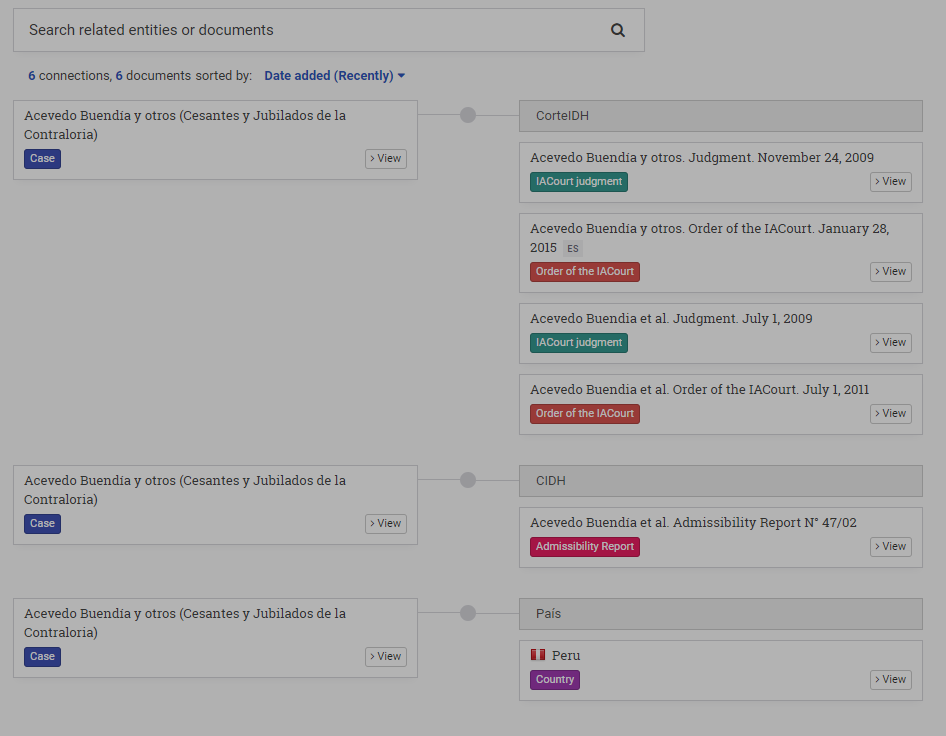 Search related entities or documents
6 connections, 6 documents sorted by: Date added (Recently)
Acevedo Buendía y otros (Cesantes y Jubilados de la
Contraloria)
Case
View
CorteIDH
Acevedo Buendía y otros. Judgment. November 24, 2009
IACourt judgment
View
Acevedo Buendía y otros. Order of the IACourt. January 28,
2015 ES
Order of the IACourt
View
Acevedo Buendia et al. Judgment. July 1, 2009
IACourt judgment
View
Acevedo Buendia et al. Order of the IACourt. July 1, 2011
Order of the IACourt
View
Acevedo Buendía y otros (Cesantes y Jubilados de la
Contraloria)
Case
View
CIDH
Acevedo Buendía et al. Admissibility Report N° 47/02
Admissibility Report
View
Acevedo Buendía y otros (Cesantes y Jubilados de la
Contraloria)
Case
View
País
Peru
Country
View